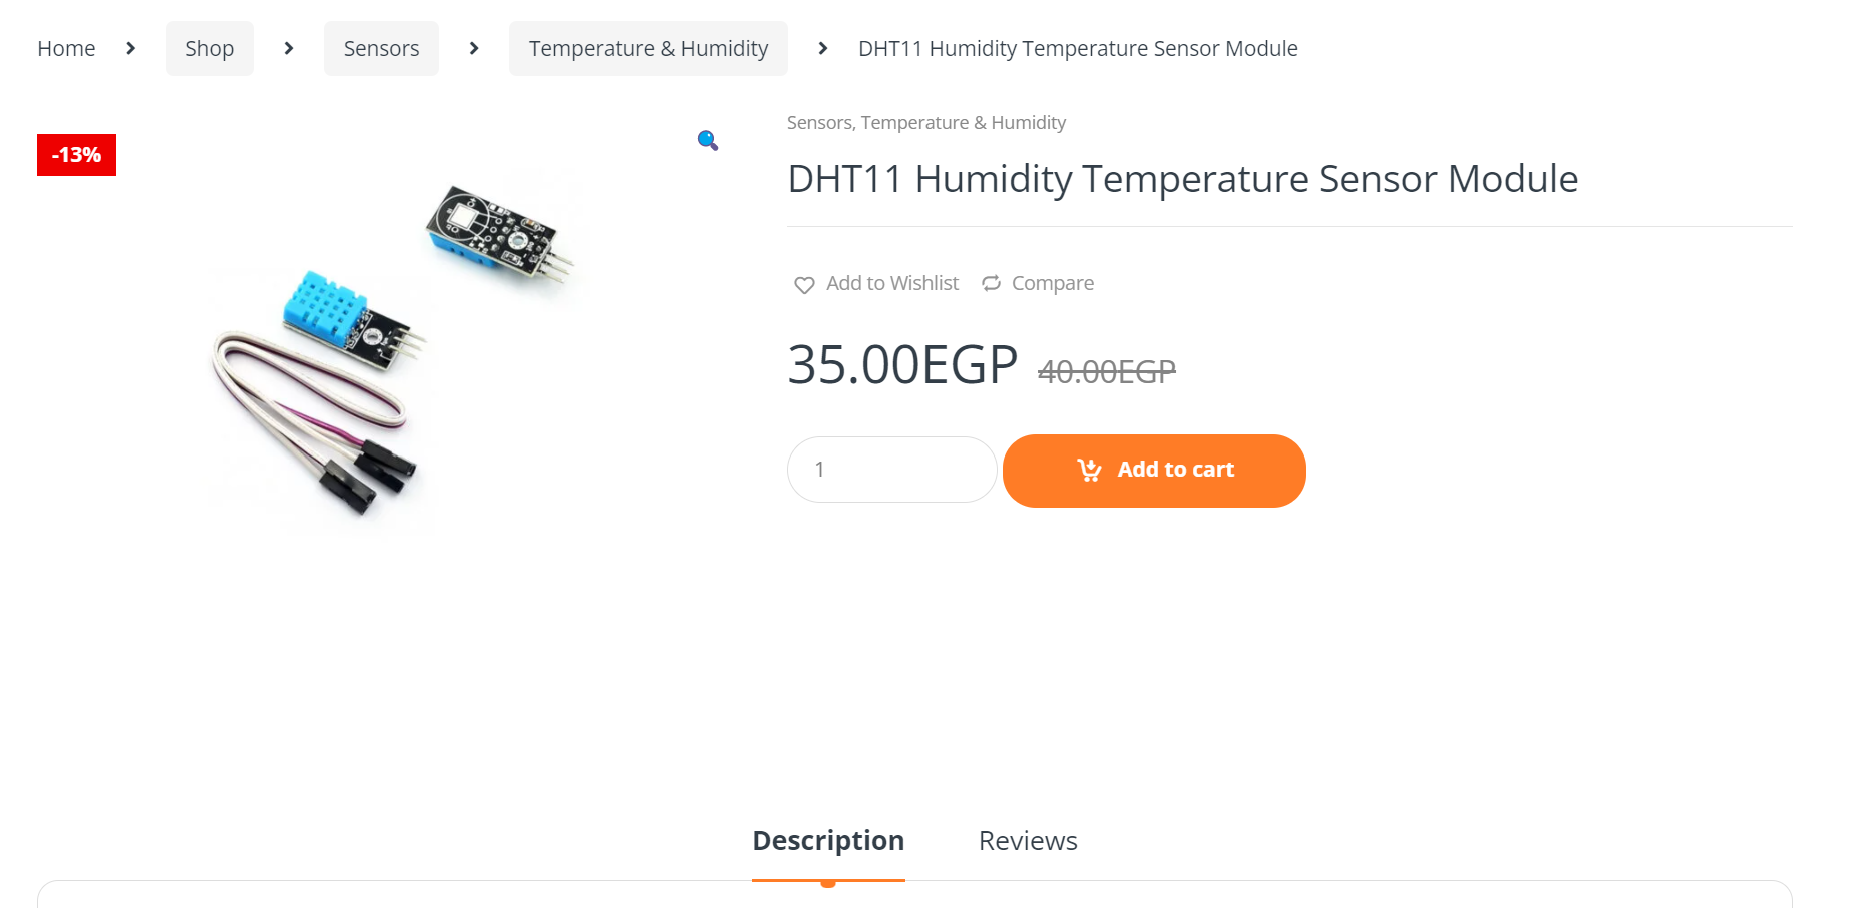 Home > Shop > Sensors > Temperature & Humidity > DHT11 Humidity Temperature Sensor Module
-13%
Sensors, Temperature & Humidity
DHT11 Humidity Temperature Sensor Module
Add to Wishlist Compare
35.00EGP 40.00EGP
1 Add to cart
Description Reviews